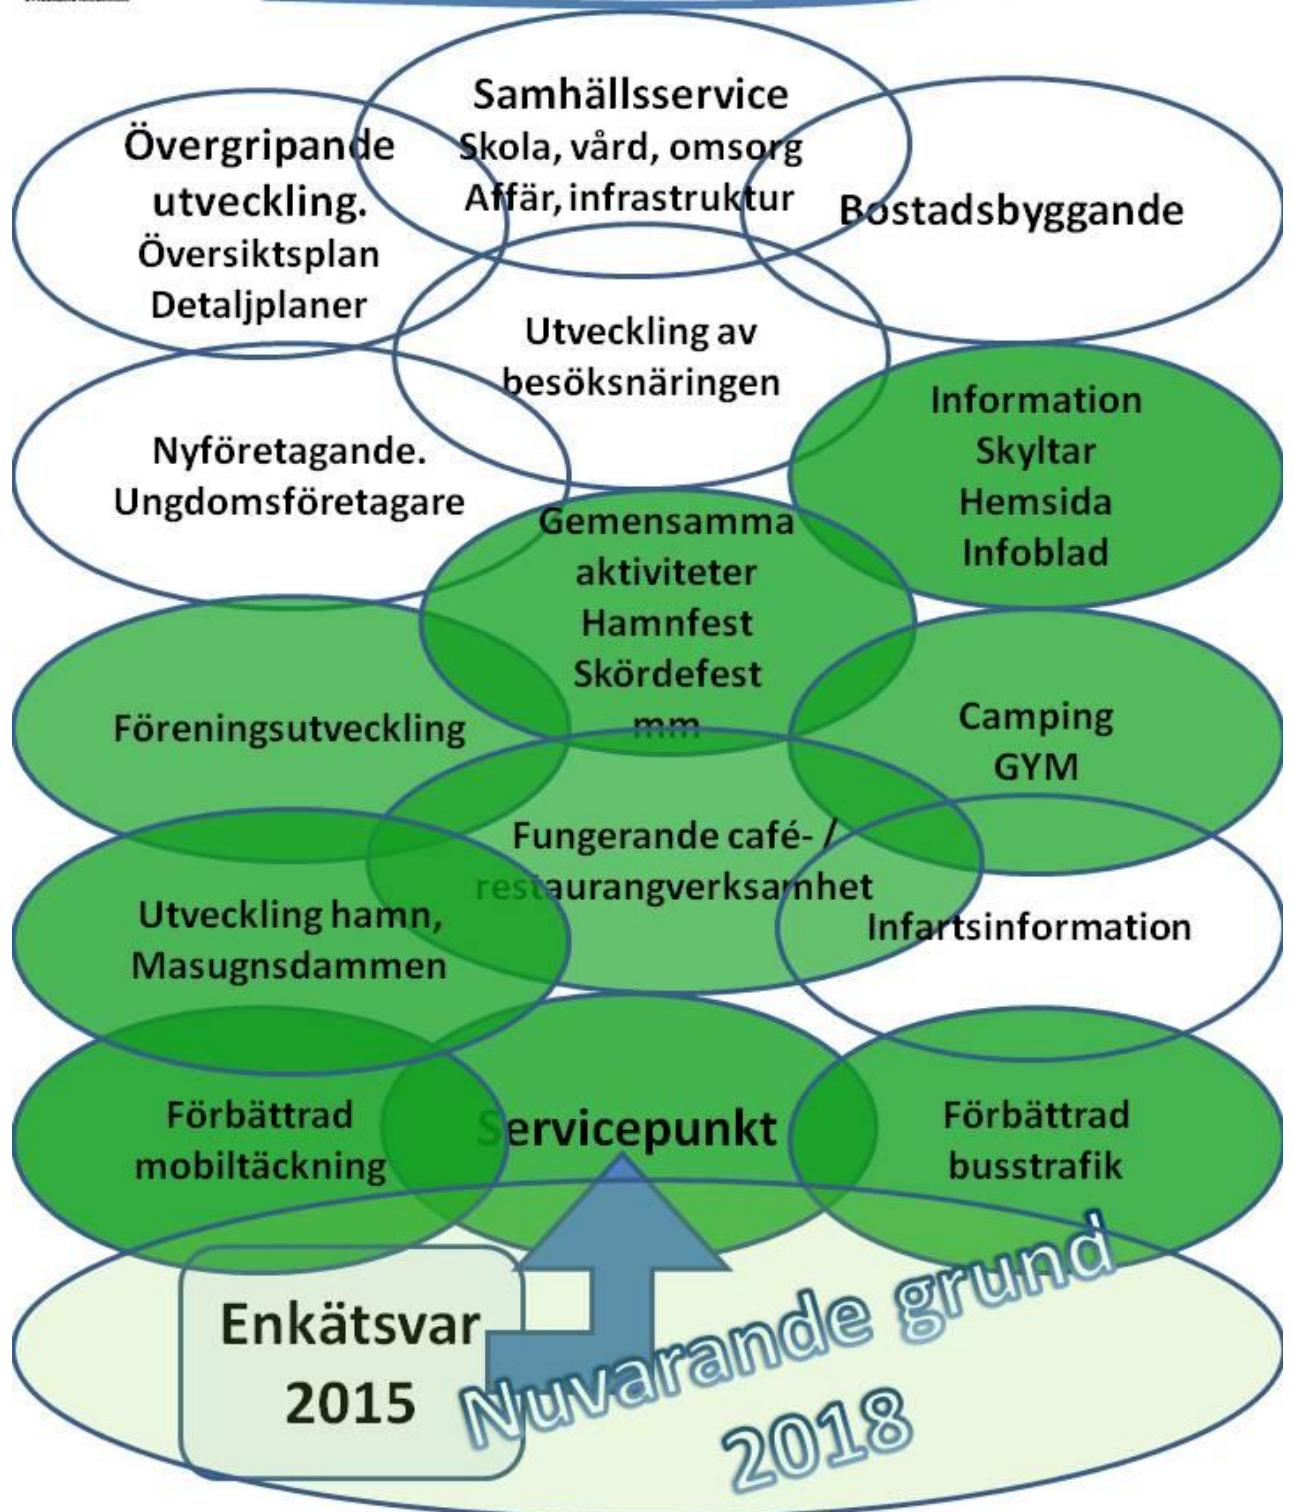 Samhällsservice
Skola, vård, omsorg
Affär, infrastruktur
Övergripande
utveckling.
Översiktsplan
Detaljplaner
Bostadsbyggande
Utveckling av
besöksnäringen
Nyföretagande.
Ungdomsföretagare
Information
Skyltar
Hemsida
Infoblad
Gemensamma
aktiviteter
Hamnfest
Skördefest
mm
Föreningsutveckling
Camping
GYM
Fungerande café- /
restaurangverksamhet
Utveckling hamn,
Masugnsdammen
Infartsinformation
Förbättrad
mobiltäckning
Servicepunkt
Förbättrad
busstrafik
Enkätsvar
2015
Nuvarande grund
2018